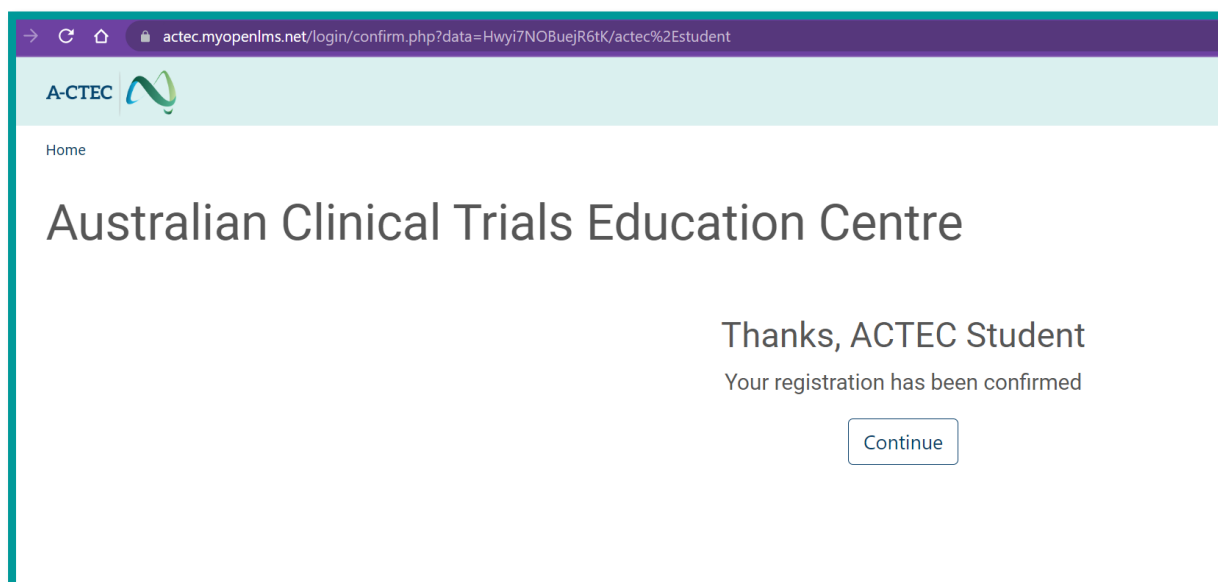 actec.myopenlms.net/login/confirm.php?data=Hwyi7NOBuejR6tK/actec%2Estudent
A-CTEC
Home
Australian Clinical Trials Education Centre
Thanks, ACTEC Student
Your registration has been confirmed
Continue